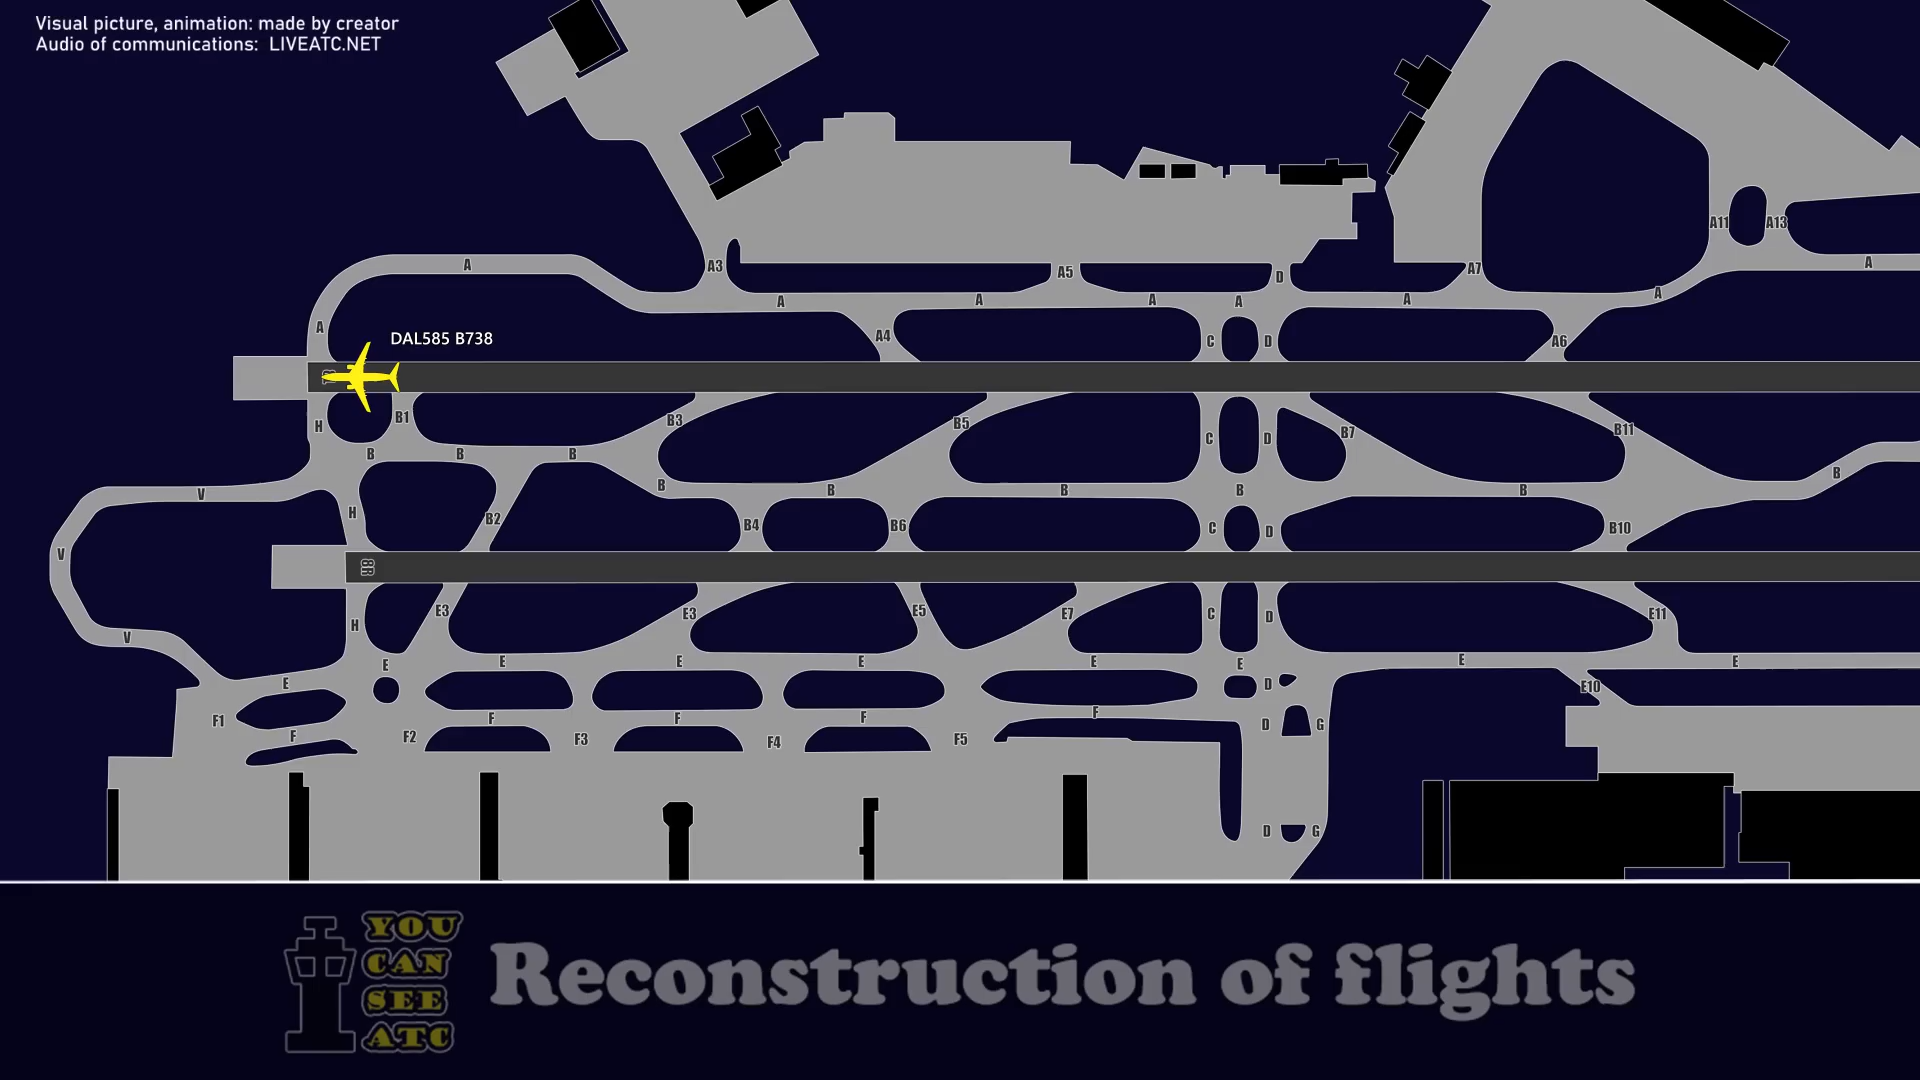 Visual picture, animation: made by creator
Audio of communications: LIVEATC.NET
A11 A13
A A3 A5 D A7 A
A A A A A A
A A4 C D A6
DAL585 B738
H B1 B3 B5 C D B7 B11
B B B B
B B B B B
V H B2 B4 B6 C D B10
V
8R
H E3 E3 E5 E7 C D E11
V
E E E E E E E E
E D E10
F1 F F F F D G
F F2 F3 F4 F5
D G
YOU
CAN
SEE
ATC
Reconstruction of flights